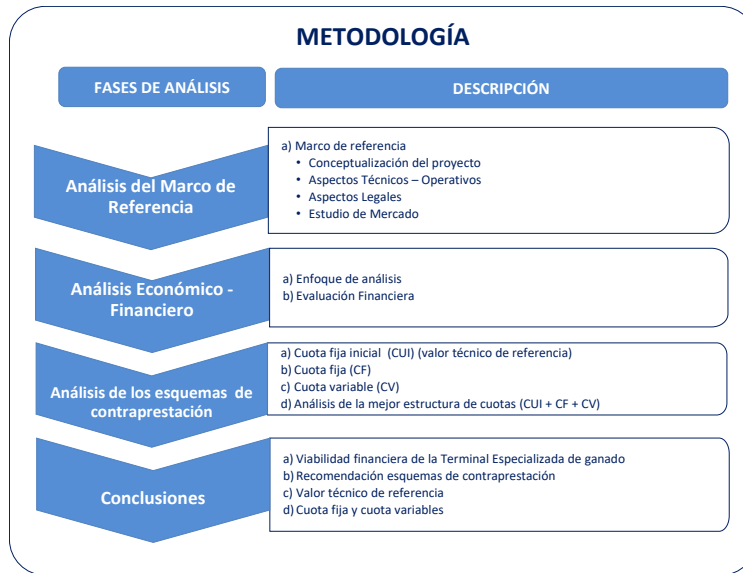 METODOLOGÍA
FASES DE ANÁLISIS
DESCRIPCIÓN
Análisis del Marco de
Referencia
a) Marco de referencia
• Conceptualización del proyecto
• Aspectos Técnicos – Operativos
• Aspectos Legales
• Estudio de Mercado
Análisis Económico -
Financiero
a) Enfoque de análisis
b) Evaluación Financiera
Análisis de los esquemas de
contraprestación
a) Cuota fija inicial (CUI) (valor técnico de referencia)
b) Cuota fija (CF)
c) Cuota variable (CV)
d) Análisis de la mejor estructura de cuotas (CUI + CF + CV)
Conclusiones
a) Viabilidad financiera de la Terminal Especializada de ganado
b) Recomendación esquemas de contraprestación
c) Valor técnico de referencia
d) Cuota fija y cuota variables